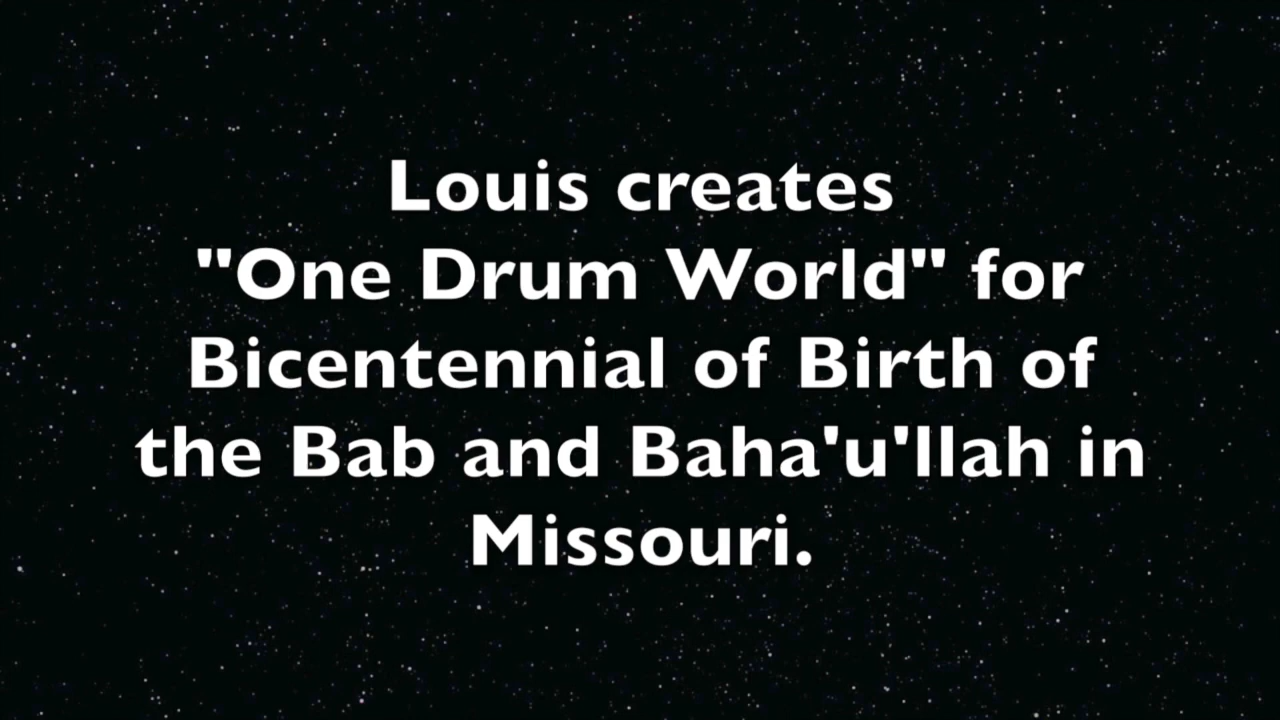 Louis creates
"One Drum World" for
Bicentennial of Birth of
the Bab and Baha'u'llah in
Missouri.